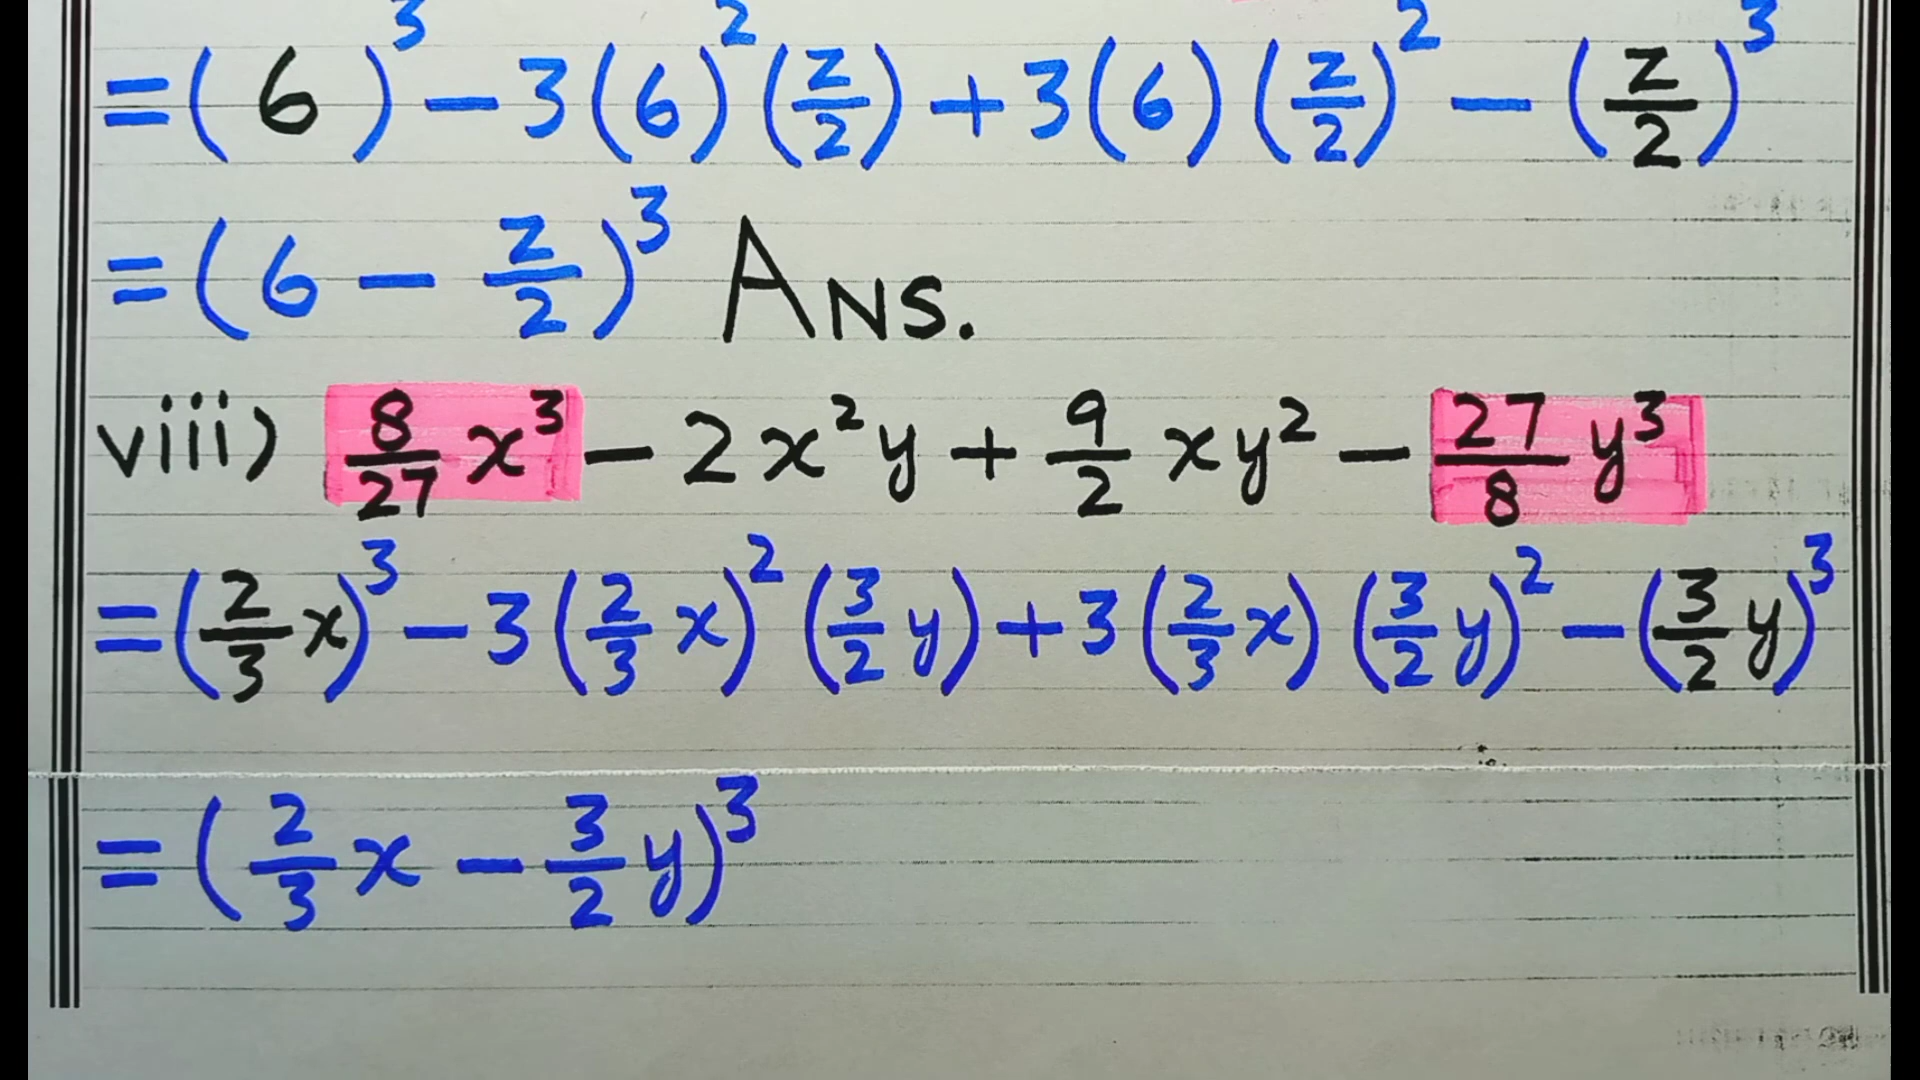 = (6)³ − 3(6)²(z/2) + 3(6)(z/2)² − (z/2)³
= (6 − z/2)³ Ans.
viii) 8/27 x³ − 2x²y + 9/2 xy² − 27/8 y³
= (2/3 x)³ − 3(2/3 x)²(3/2 y) + 3(2/3 x)(3/2 y)² − (3/2 y)³
= (2/3 x − 3/2 y)³